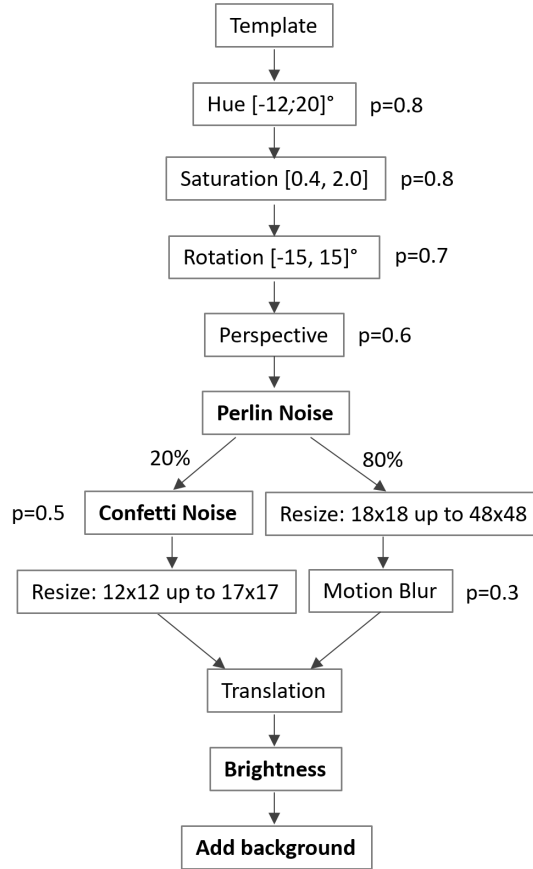 Template
Hue [-12;20]° p=0.8
Saturation [0.4, 2.0] p=0.8
Rotation [-15, 15]° p=0.7
Perspective p=0.6
Perlin Noise
20% 80%
p=0.5 Confetti Noise Resize: 18x18 up to 48x48
Resize: 12x12 up to 17x17 Motion Blur p=0.3
Translation
Brightness
Add background